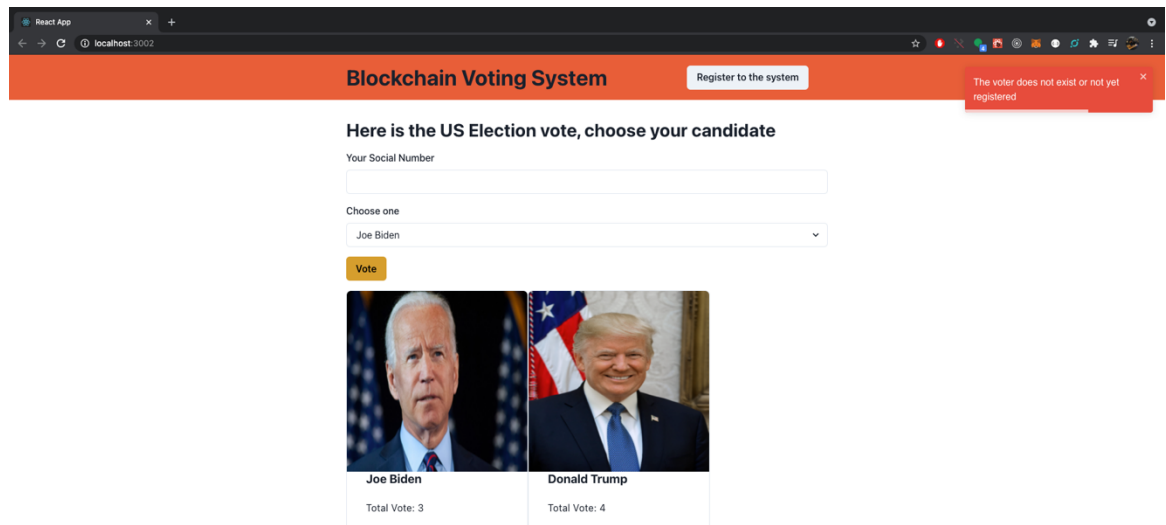 React App
localhost:3002
Blockchain Voting System
Register to the system
The voter does not exist or not yet
registered
Here is the US Election vote, choose your candidate
Your Social Number
Choose one
Joe Biden
Vote
Joe Biden
Donald Trump
Total Vote: 3
Total Vote: 4